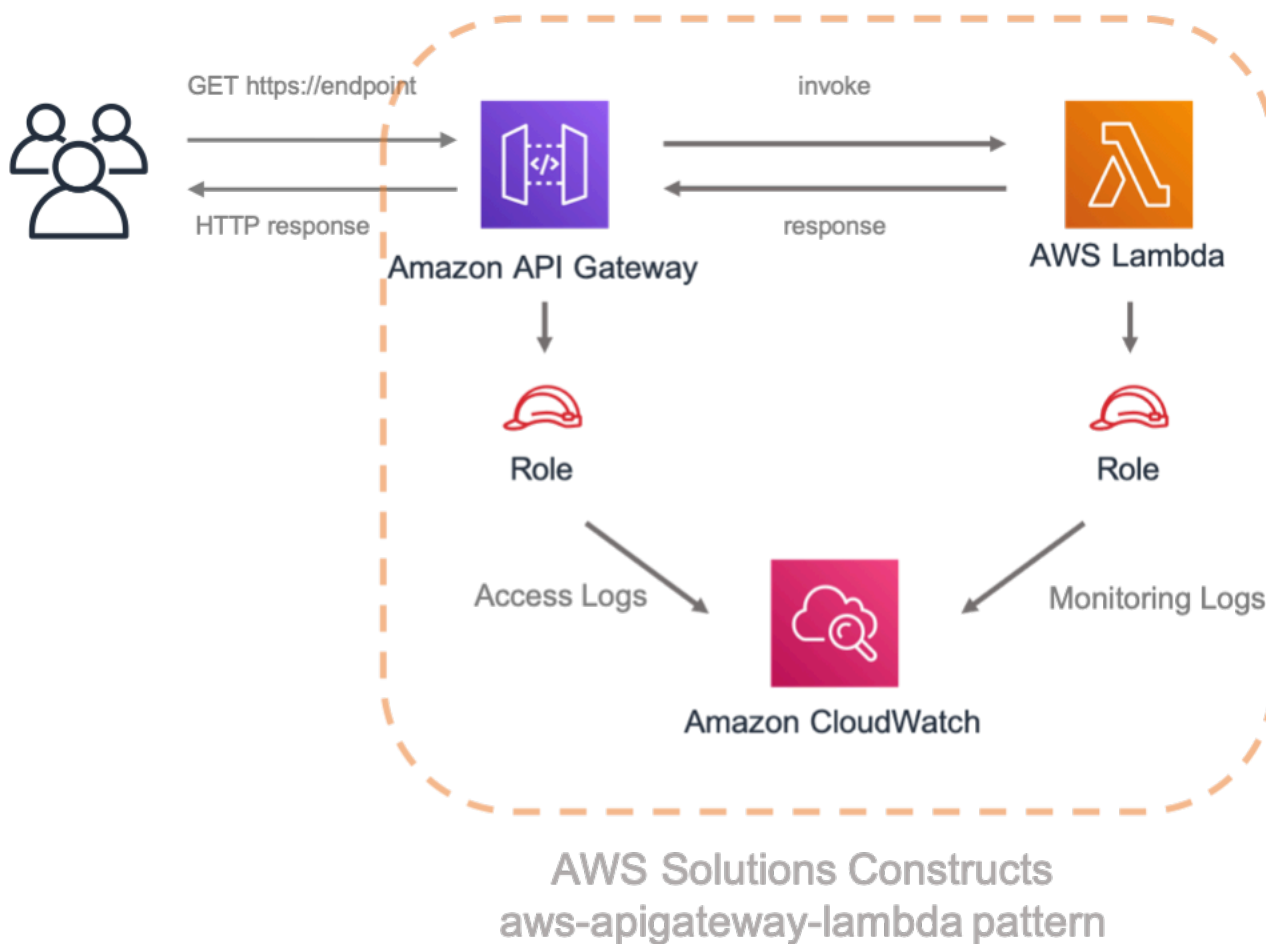 GET https://endpoint
invoke
</>
HTTP response
response
Amazon API Gateway
AWS Lambda
Role
Role
Access Logs
Monitoring Logs
Amazon CloudWatch
AWS Solutions Constructs
aws-apigateway-lambda pattern